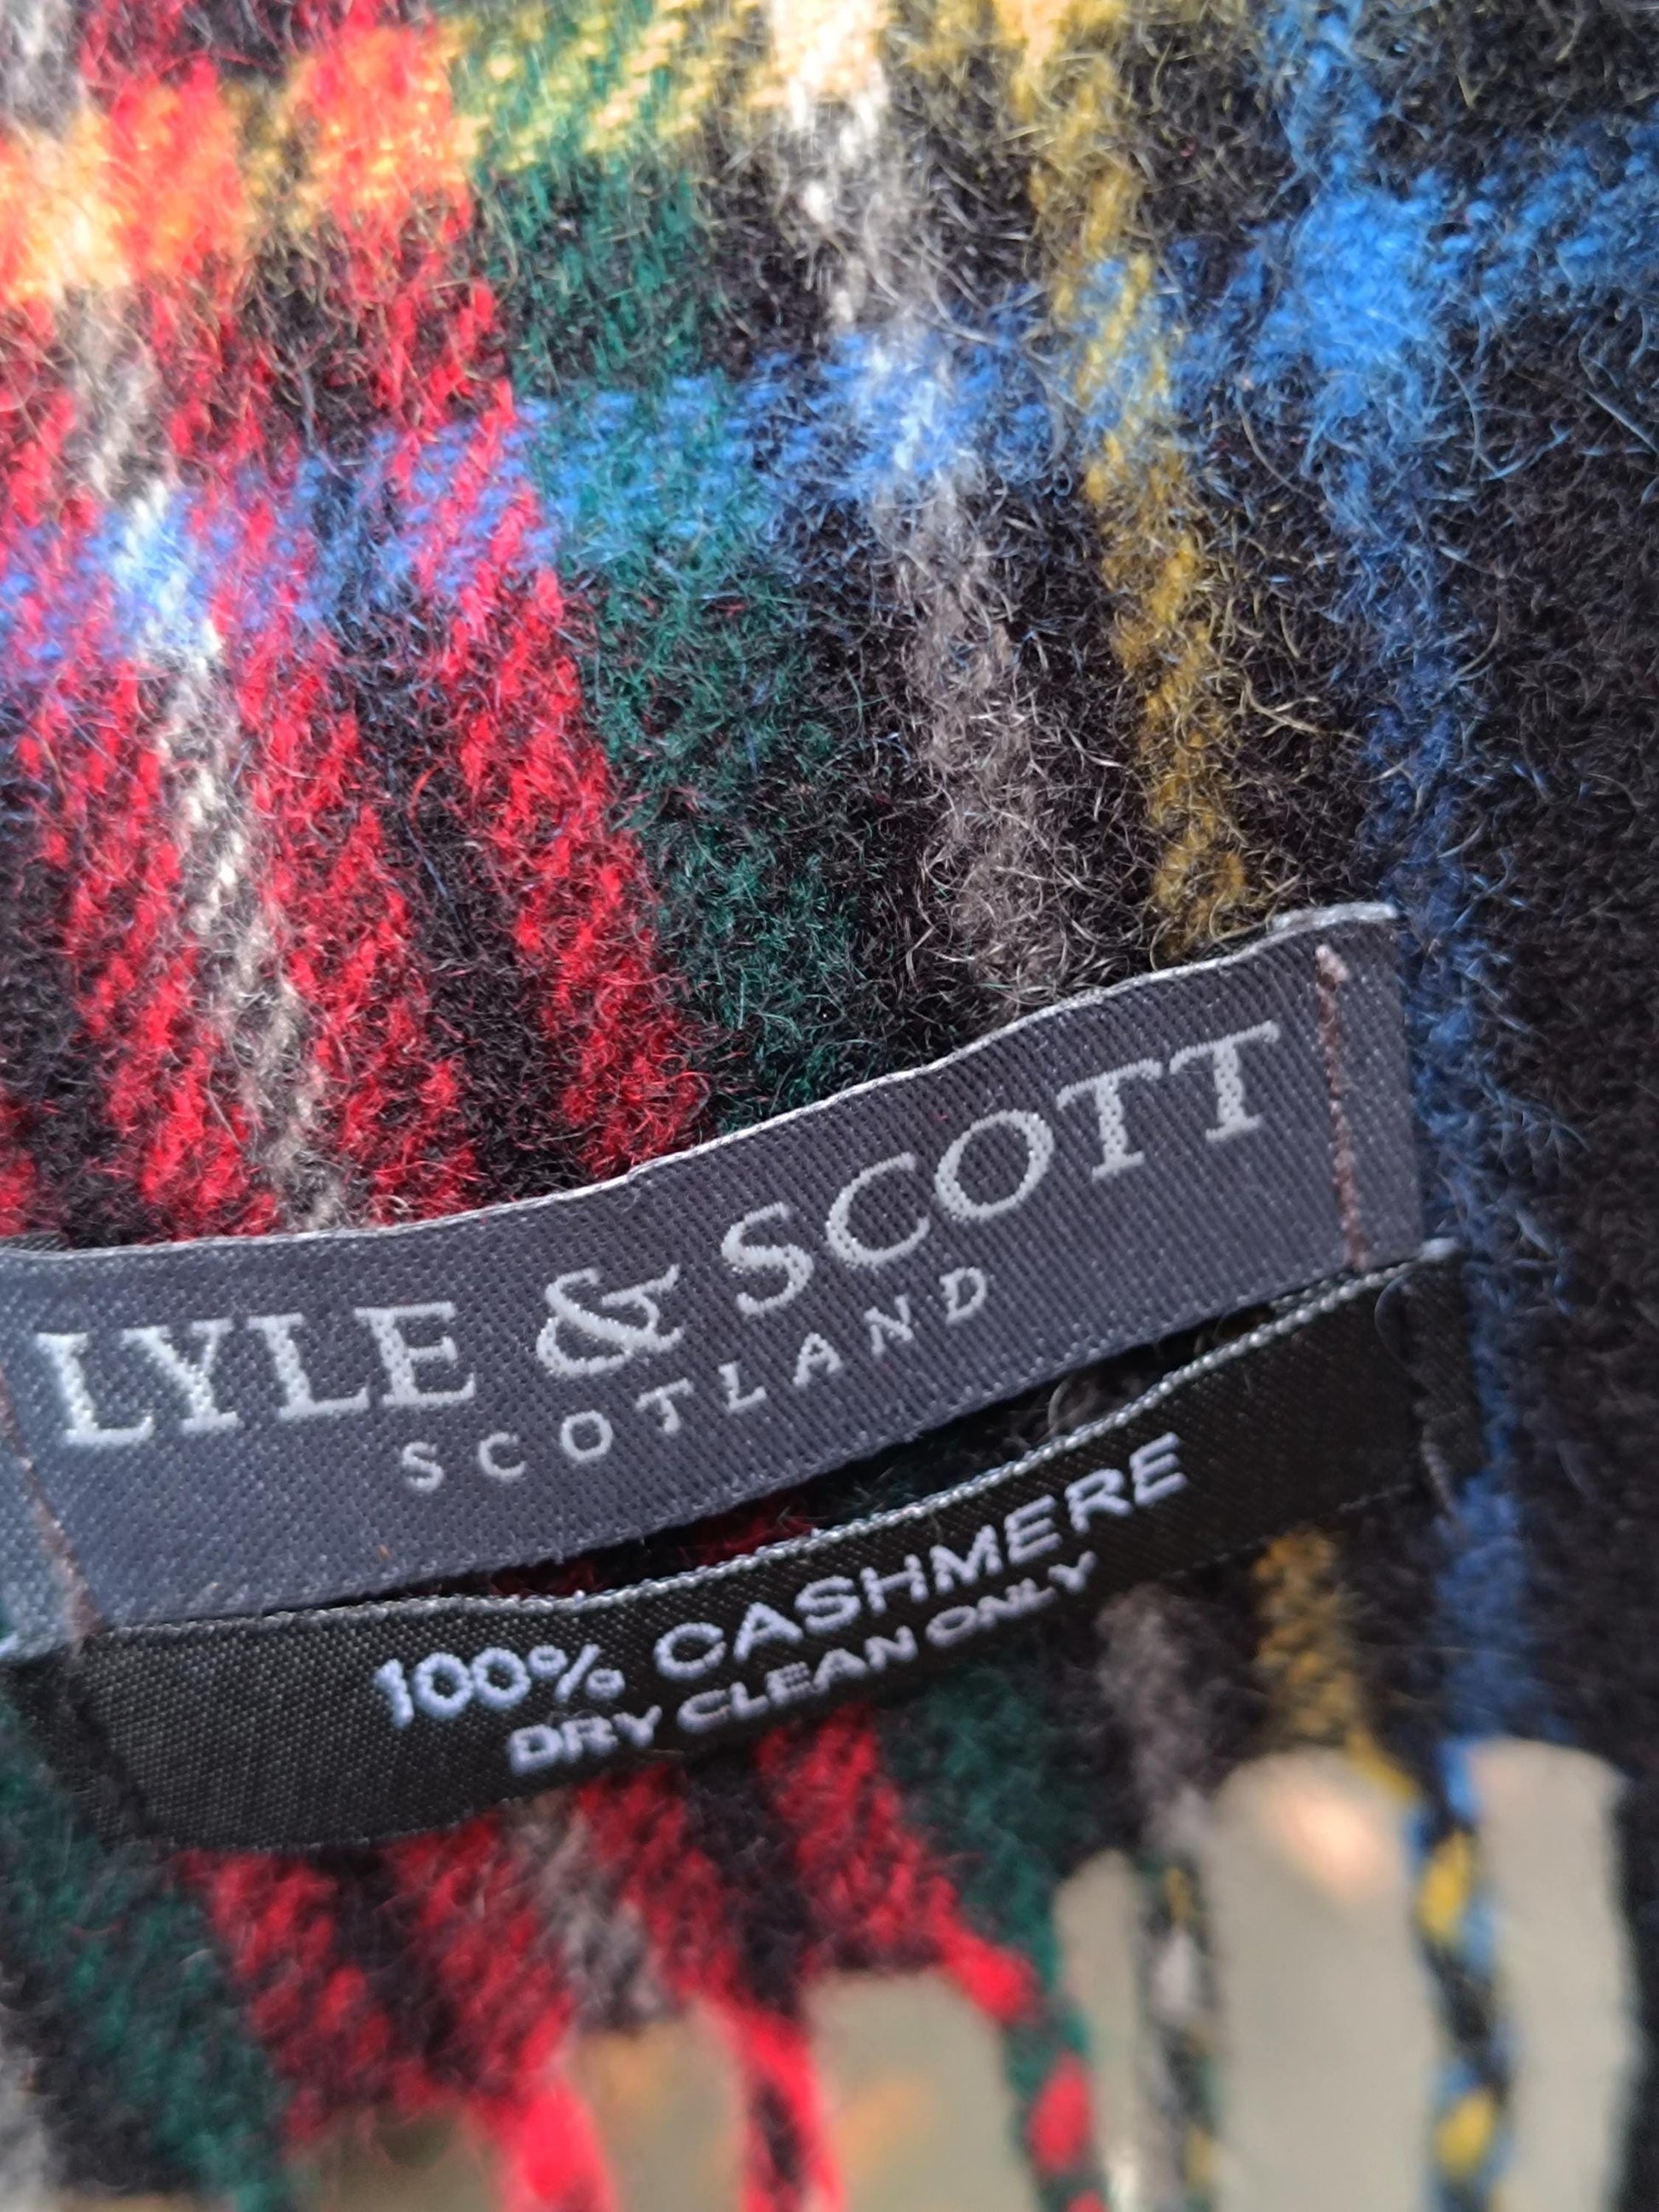 LYLE & SCOTT
SCOTLAND
100% CASHMERE
DRY CLEAN ONLY